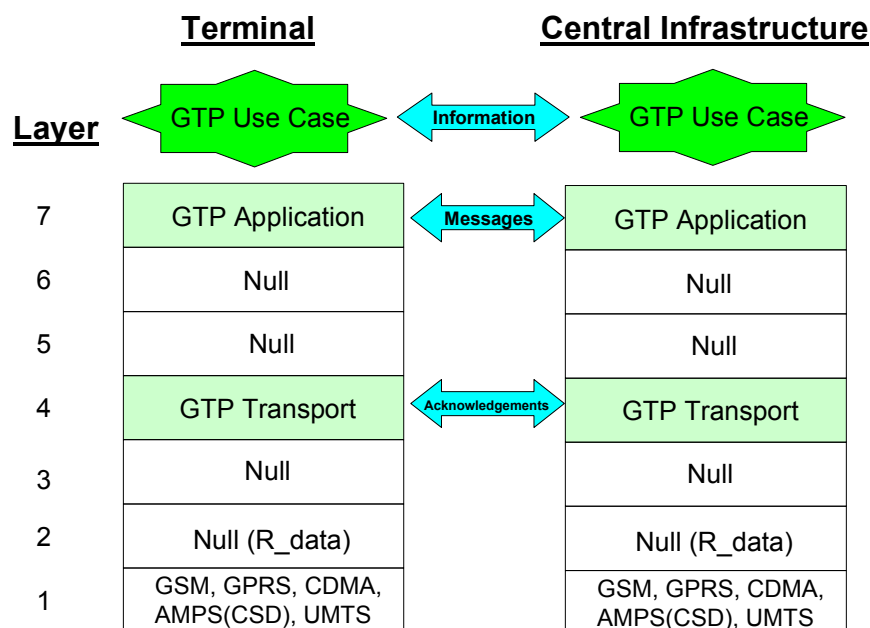 Terminal Central Infrastructure
GTP Use Case Information GTP Use Case
Layer
7 GTP Application Messages GTP Application
6 Null Null
5 Null Null
4 GTP Transport Acknowledgements GTP Transport
3 Null Null
2 Null (R_data) Null (R_data)
1 GSM, GPRS, CDMA, GSM, GPRS, CDMA,
AMPS(CSD), UMTS AMPS(CSD), UMTS